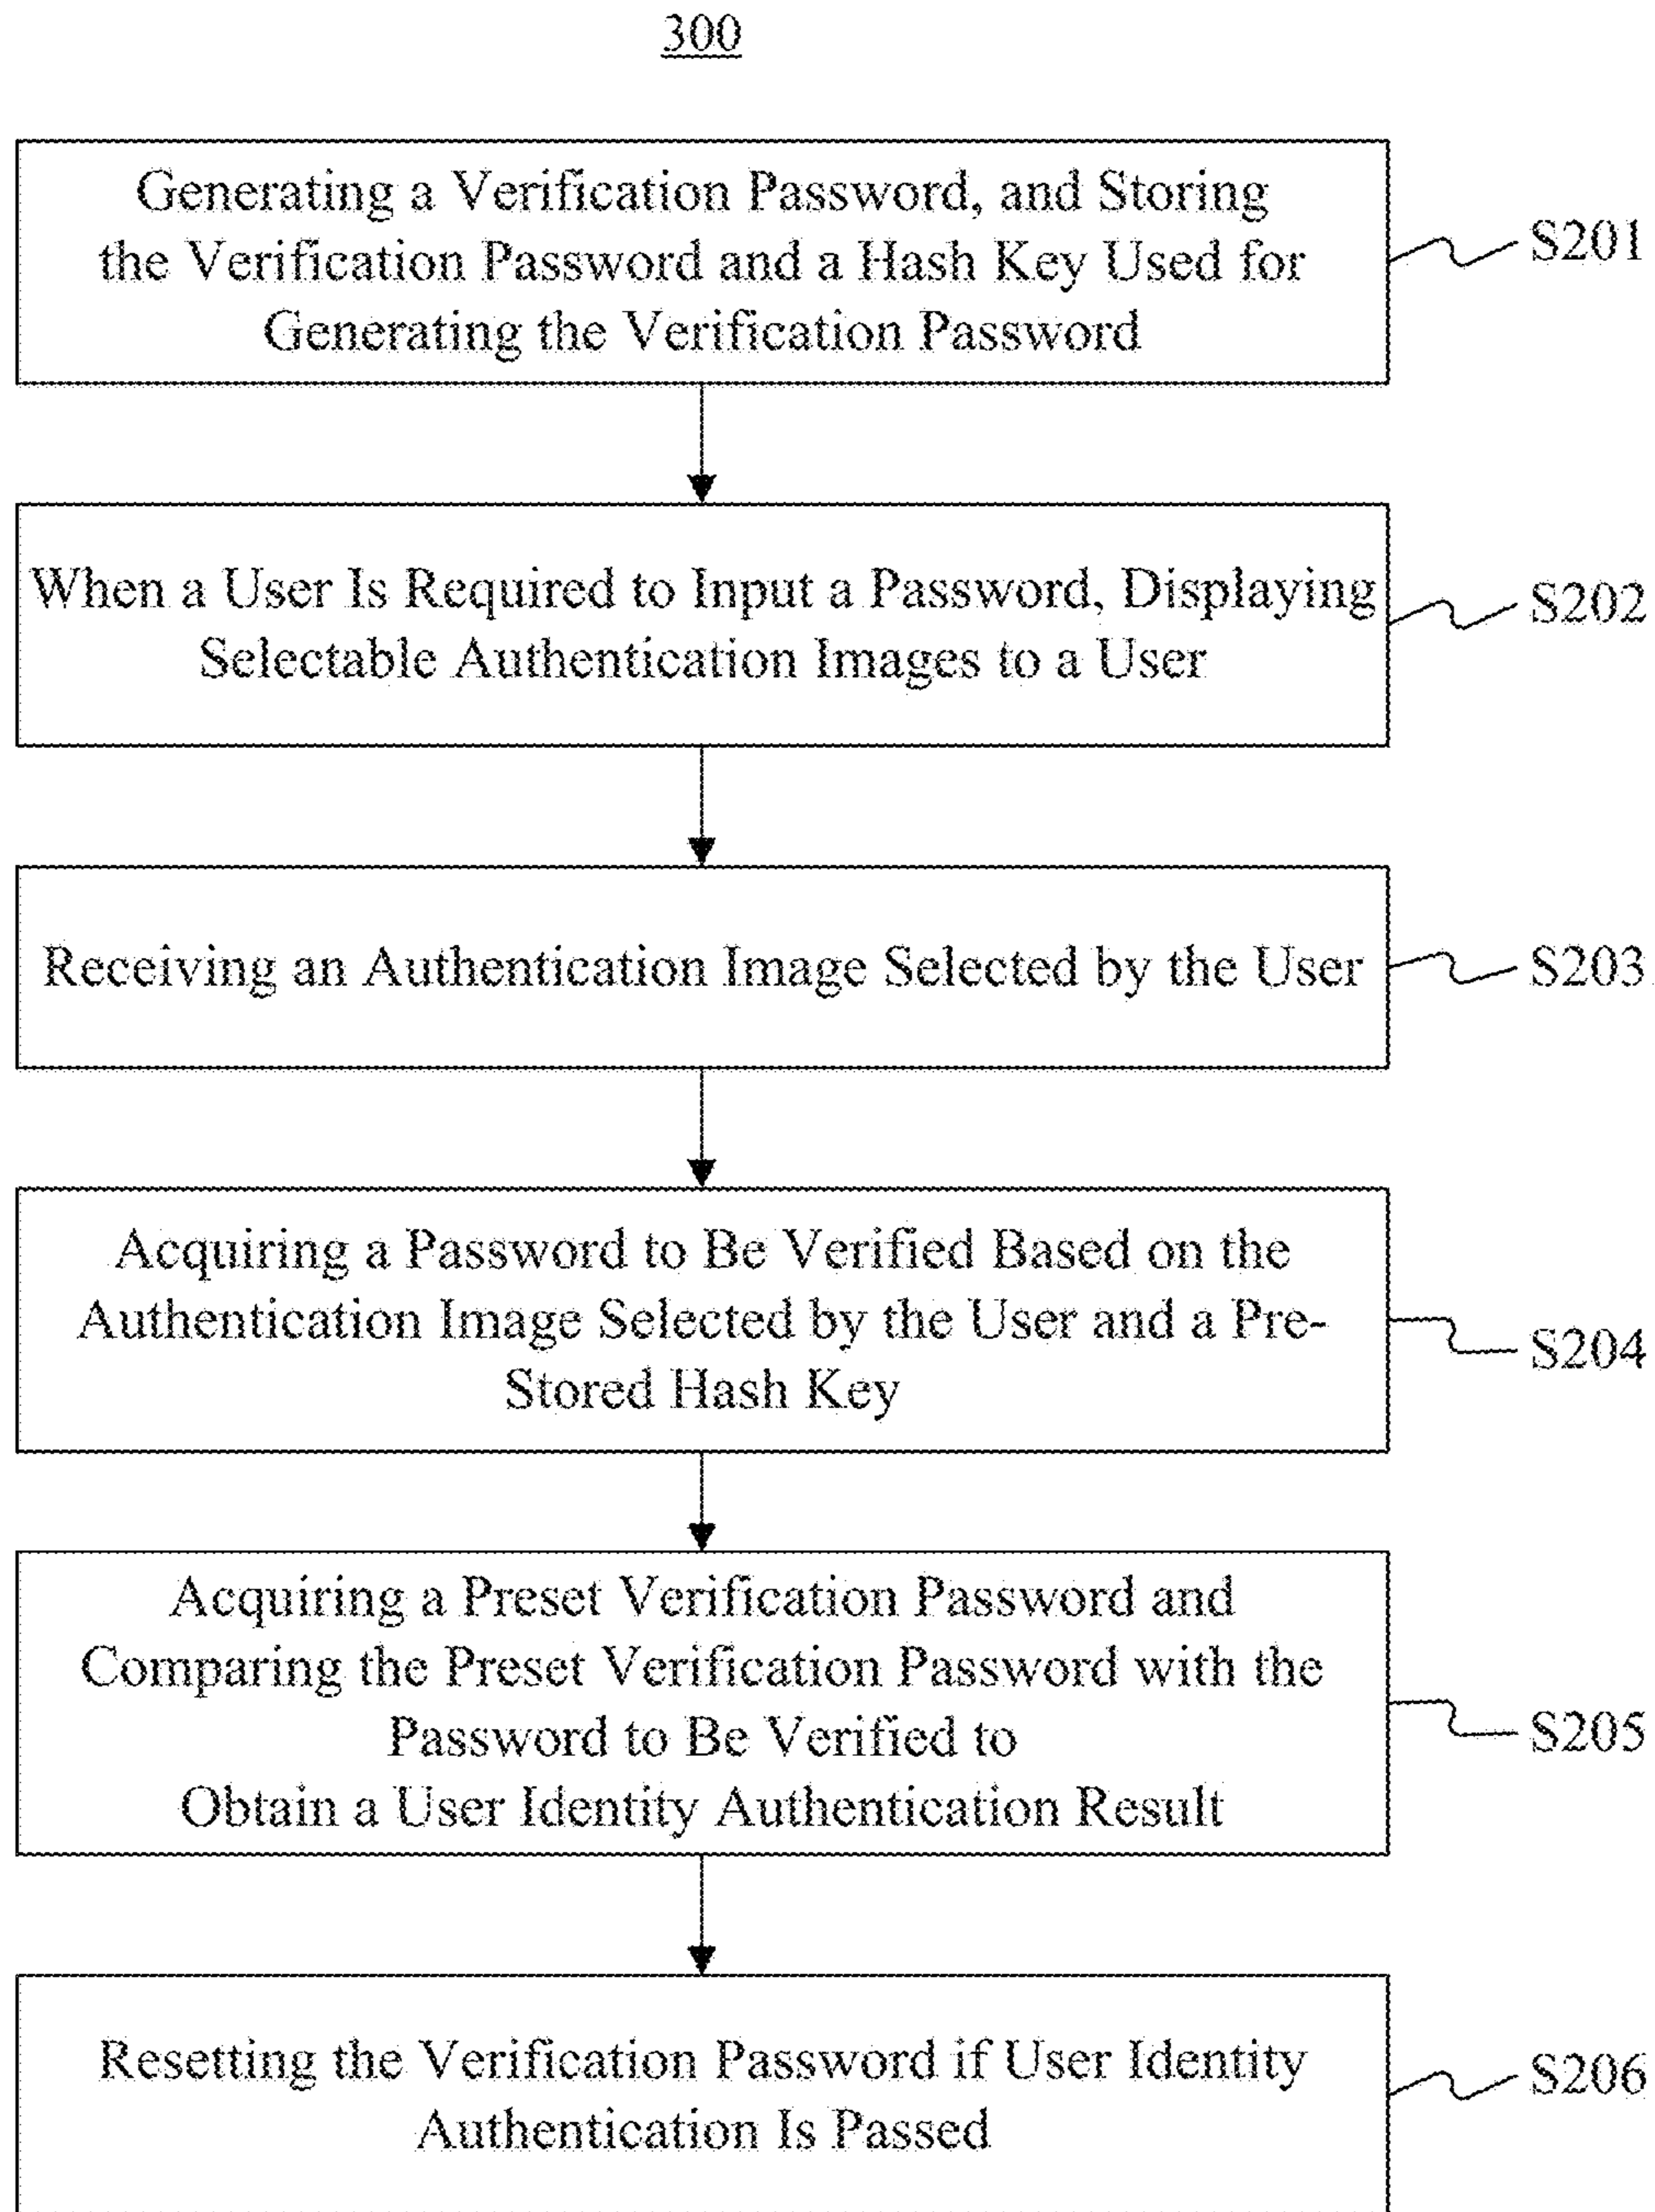 300
Generating a Verification Password, and Storing
the Verification Password and a Hash Key Used for
Generating the Verification Password
S201
When a User Is Required to Input a Password, Displaying
Selectable Authentication Images to a User
S202
Receiving an Authentication Image Selected by the User
S203
Acquiring a Password to Be Verified Based on the
Authentication Image Selected by the User and a Pre-
Stored Hash Key
S204
Acquiring a Preset Verification Password and
Comparing the Preset Verification Password with the
Password to Be Verified to
Obtain a User Identity Authentication Result
S205
Resetting the Verification Password if User Identity
Authentication Is Passed
S206